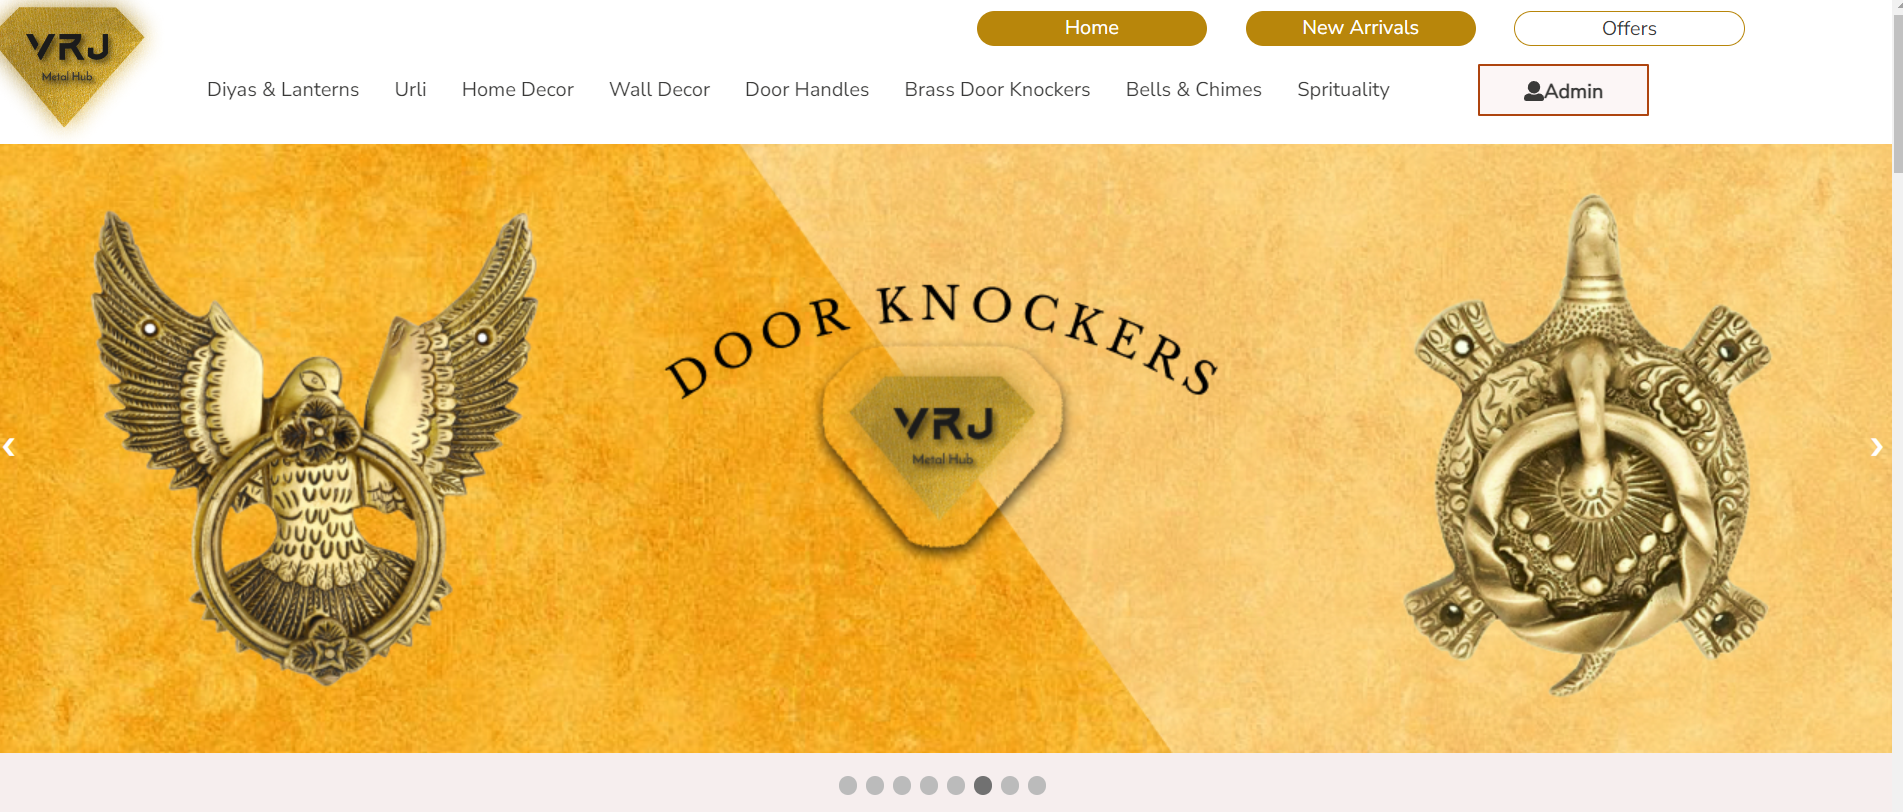 VRJ
Metal Hub
Home
New Arrivals
Offers
Diyas & Lanterns
Urli
Home Decor
Wall Decor
Door Handles
Brass Door Knockers
Bells & Chimes
Sprituality
Admin
DOOR KNOCKERS
VRJ
Metal Hub